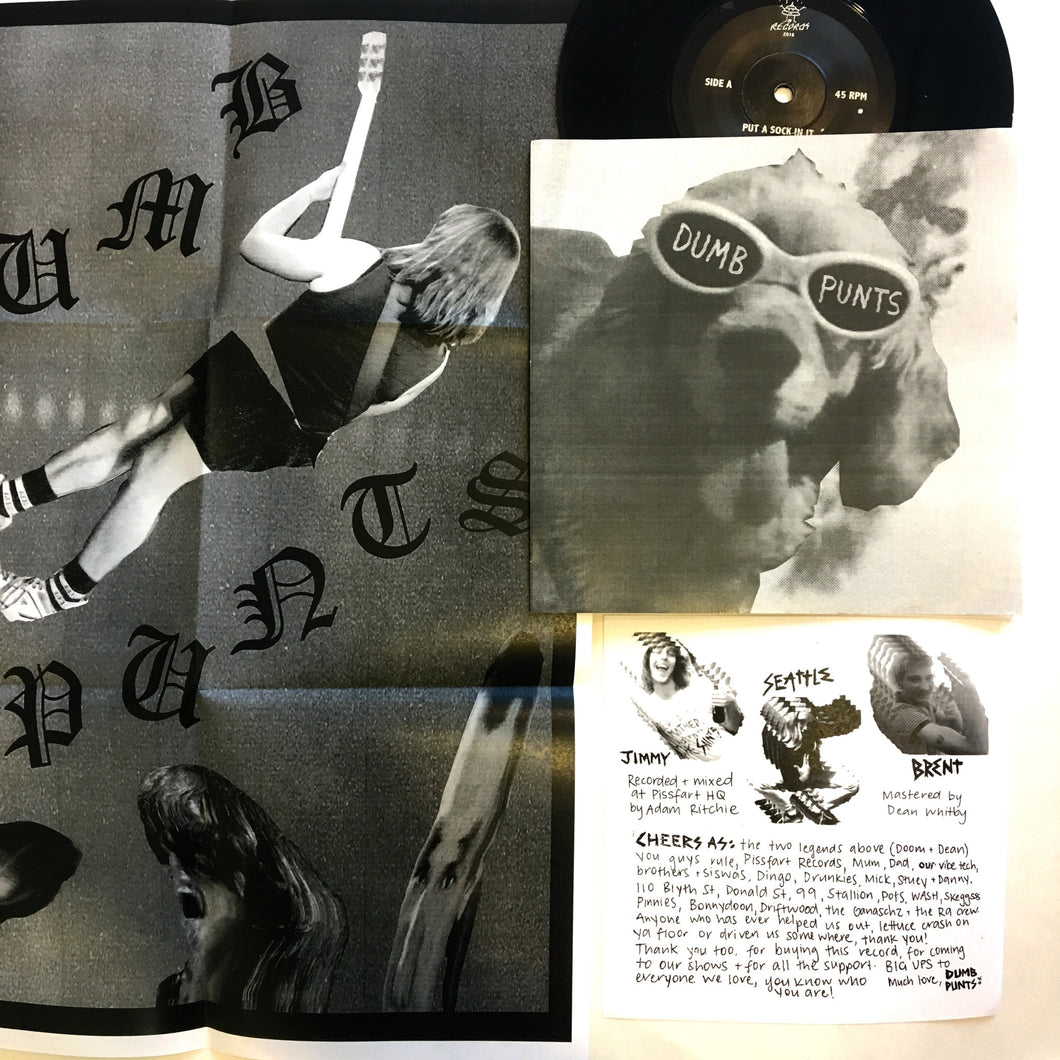 DUMB
PUNTS
RECORDS
2016
SIDE A
45 RPM
PUT A SOCK IN IT
DUMB
PUNTS
JIMMY
SEATTLE
BRENT
Recorded + mixed
at Pissfart HQ
by Adam Ritchie
Mastered by
Dean Whitby
CHEERS AS: the two legends above (Doom + Dean)
You guys rule, Pissfart Records, Mum, Dad, our vibe tech,
brothers + siswas, Dingo, Drunkies, Mick, Stuey + Danny.
110 Blyth St, Donald St, 99, Stallion, Pots, WASH, Skeggss
Pinnies, Bonnydoon, Driftwood, the Ganaschz + the Ra crew
Anyone who has ever helped us out, lettuce crash on
ya floor or driven us somewhere, thank you!
Thank you too. for buying this record, for coming
to our shows + for all the support. BIG UPS to
everyone we love, you know who
you are!
Much love, DUMB
PUNTS